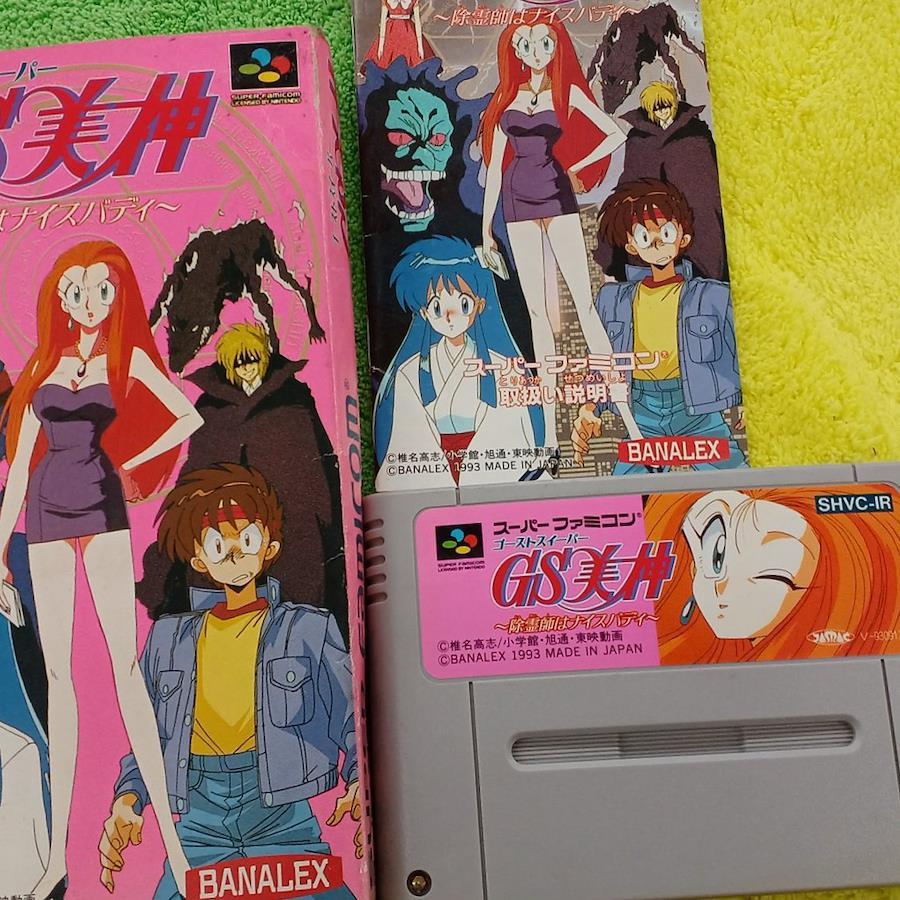 ーパー
SUPER FAMICOM
LICENSED BY NINTENDO
S美神
はナイスバディ〜
BANALEX
〜除霊師はナイスバディ〜
スーパーファミコン®
とりあつか せつめいしょ
取扱い説明書
©椎名高志/小学館・旭通・東映動画
©BANALEX 1993 MADE IN JAPAN
BANALEX
SHVC-IR
スーパーファミコン®
SUPER FAMICOM
LICENSED BY NINTENDO
ゴーストスイーパー
GS美神
〜除霊師はナイスバディ〜
©椎名高志/小学館・旭通・東映動画
©BANALEX 1993 MADE IN JAPAN
JASRAC
V-93091